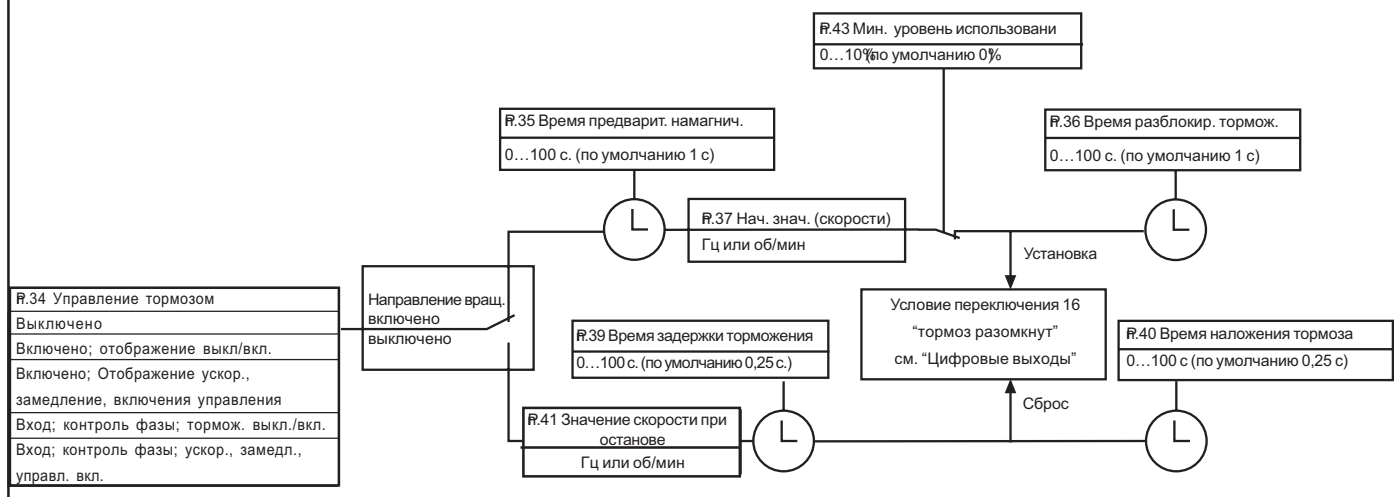 P.43 Мин. уровень использовани
0…10% (по умолчанию 0%)
P.35 Время предварит. намагнич.
0…100 с. (по умолчанию 1 с)
P.36 Время разблокир. тормож.
0…100 с. (по умолчанию 1 с)
P.37 Нач. знач. (скорости)
Гц или об/мин
Установка
P.34 Управление тормозом
Выключено
Включено; отображение выкл/вкл.
Включено; Отображение ускор.,
замедление, включения управления
Вход; контроль фазы; тормож. выкл./вкл.
Вход; контроль фазы; ускор., замедл.,
управл. вкл.
Направление вращ.
включено
выключено
P.39 Время задержки торможения
0…100 с. (по умолчанию 0,25 с.)
Условие переключения 16
“тормоз разомкнут”
см. “Цифровые выходы”
P.40 Время наложения тормоза
0…100 с (по умолчанию 0,25 с)
Сброс
P.41 Значение скорости при
останове
Гц или об/мин